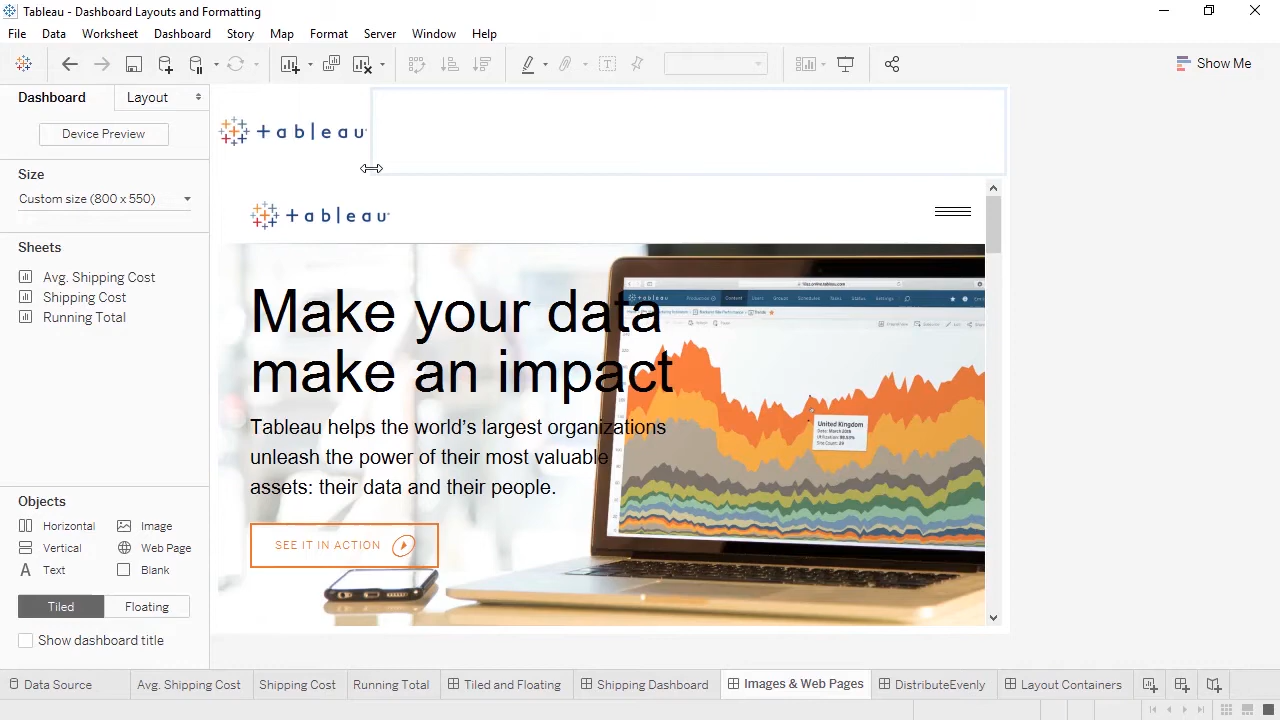 Tableau - Dashboard Layouts and Formatting
File Data Worksheet Dashboard Story Map Format Server Window Help
Show Me
Dashboard Layout
Device Preview
Size
Custom size (800 x 550)
Sheets
Avg. Shipping Cost
Shipping Cost
Running Total
Objects
Horizontal Image
Vertical Web Page
Text Blank
Tiled Floating
Show dashboard title
tableau
tableau
Make your data
make an impact
Tableau helps the world's largest organizations
unleash the power of their most valuable
assets: their data and their people.
SEE IT IN ACTION
United Kingdom
Data Source Avg. Shipping Cost Shipping Cost Running Total Tiled and Floating Shipping Dashboard Images & Web Pages DistributeEvenly Layout Containers